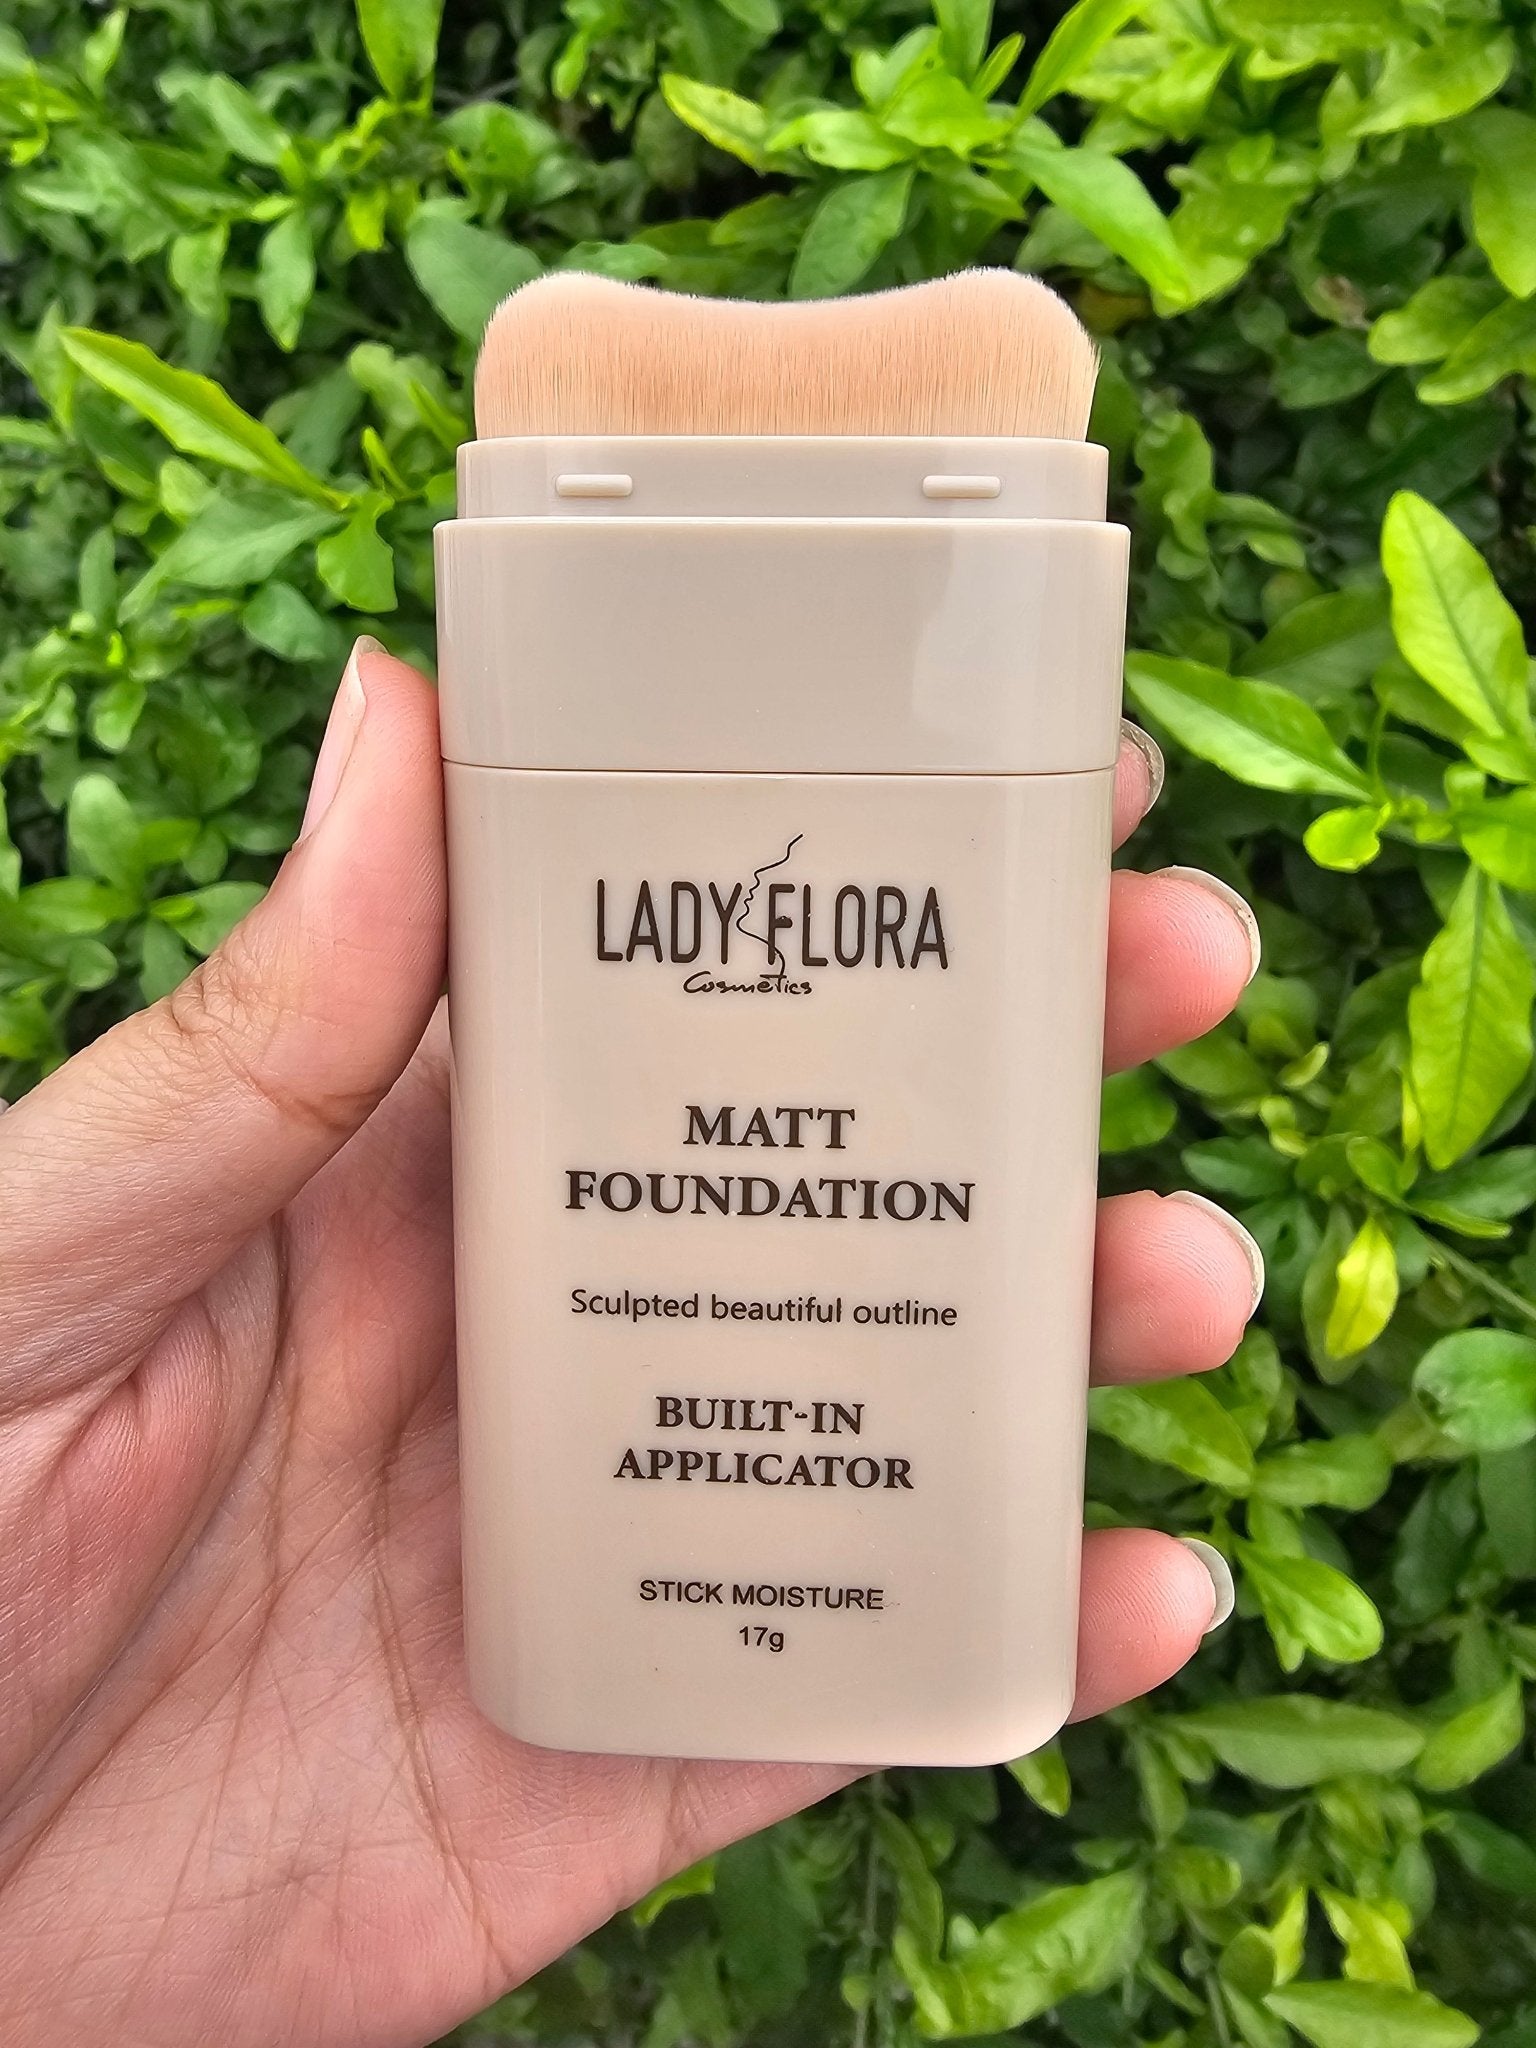 LADY FLORA
Cosmetics
MATT
FOUNDATION
Sculpted beautiful outline
BUILT-IN
APPLICATOR
STICK MOISTURE
17g